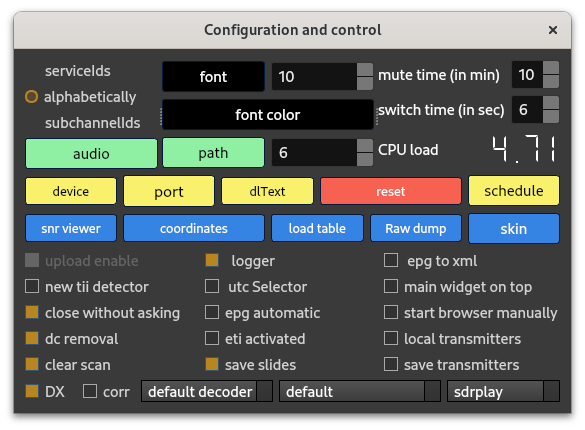 Configuration and control ×
serviceIds font 10 mute time (in min) 10
alphabetically
subchannelIds font color switch time (in sec) 6
audio path 6 CPU load 4.71
device port dlText reset schedule
snr viewer coordinates load table Raw dump skin
upload enable logger epg to xml
new tii detector utc Selector main widget on top
close without asking epg automatic start browser manually
dc removal eti activated local transmitters
clear scan save slides save transmitters
DX corr default decoder default sdrplay